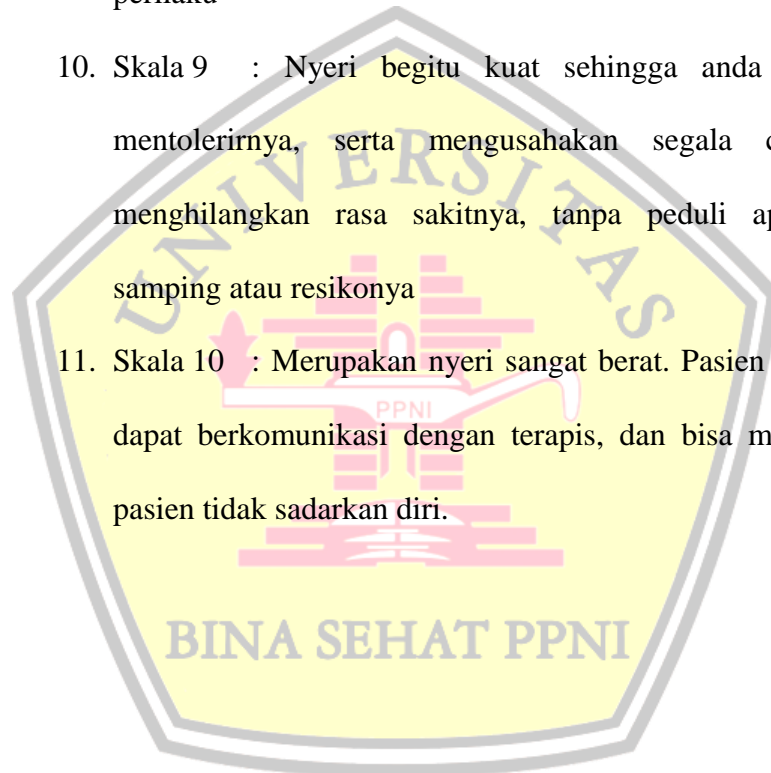 10. Skala 9 : Nyeri begitu kuat sehingga anda
mentolerirnya, serta mengusahakan segala
menghilangkan rasa sakitnya, tanpa peduli
samping atau resikonya
11. Skala 10 : Merupakan nyeri sangat berat. Pasien
dapat berkomunikasi dengan terapis, dan bisa
pasien tidak sadarkan diri.
UNIVERSITAS
PPNI
BINA SEHAT PPNI